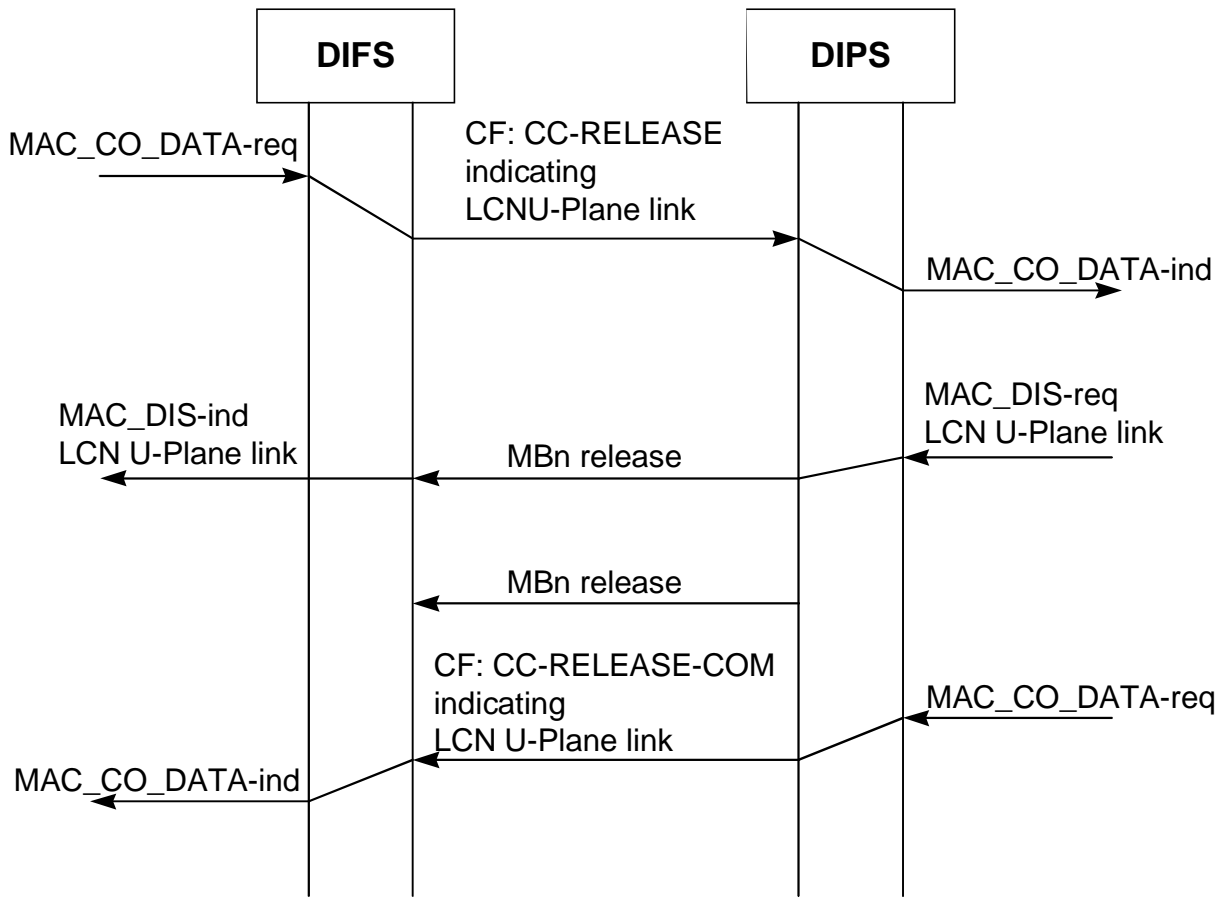 DIFS
DIPS
MAC_CO_DATA-req
CF: CC-RELEASE
indicating
LCNU-Plane link
MAC_CO_DATA-ind
MAC_DIS-ind
LCN U-Plane link
MBn release
MAC_DIS-req
LCN U-Plane link
MBn release
CF: CC-RELEASE-COM
indicating
LCN U-Plane link
MAC_CO_DATA-req
MAC_CO_DATA-ind